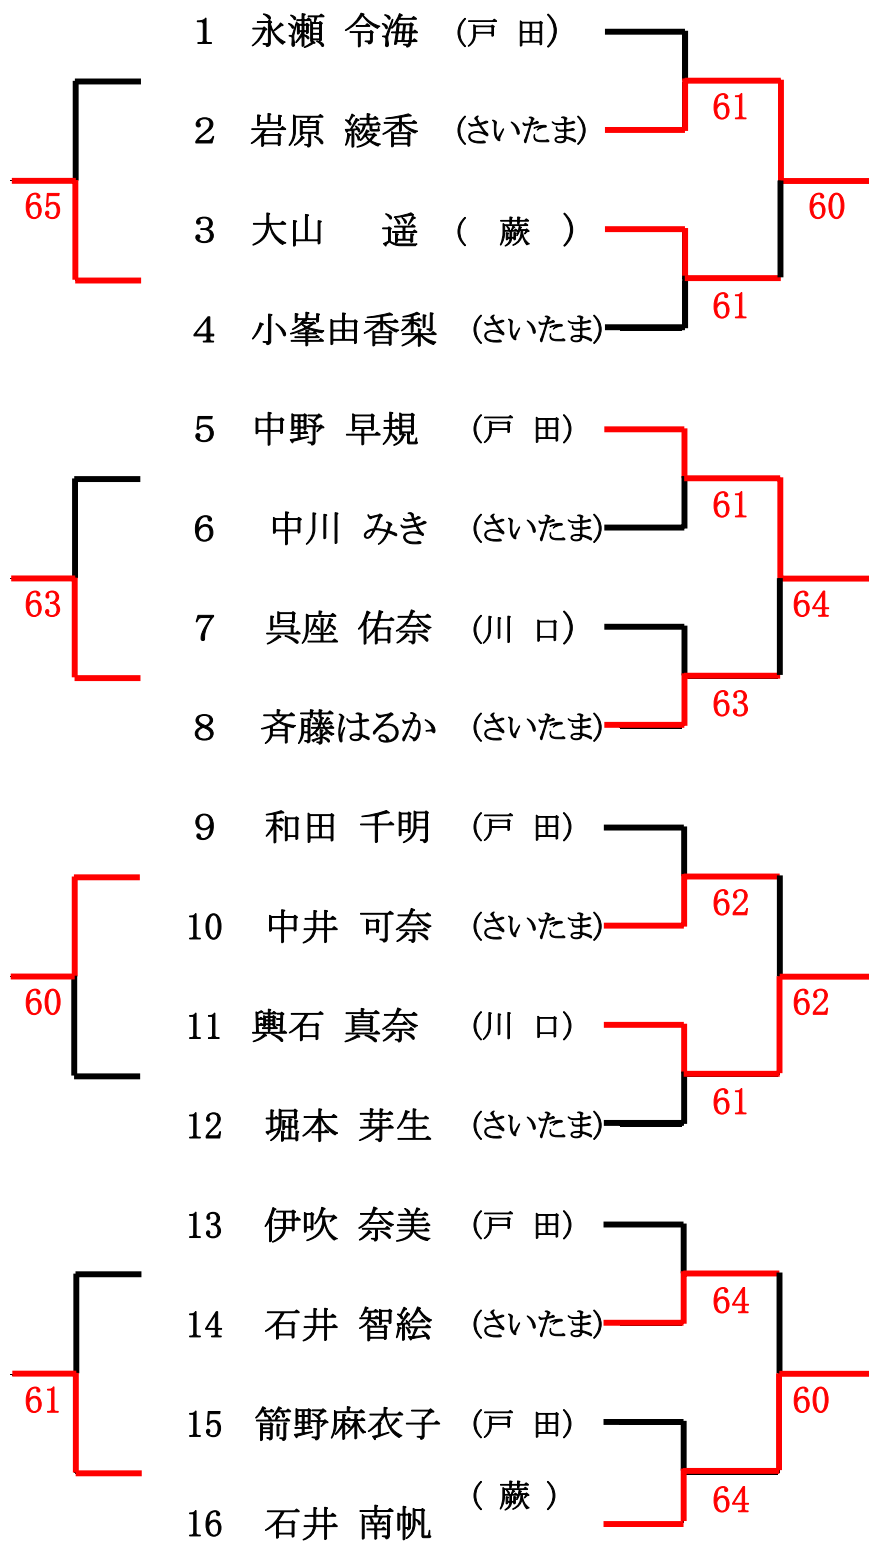 1 永瀬 令海 (戸 田)
61
2 岩原 綾香 (さいたま)
65 60
3 大山 遥 ( 蕨 )
61
4 小峯由香梨 (さいたま)
5 中野 早規 (戸 田)
61
6 中川 みき (さいたま)
63 64
7 呉座 佑奈 (川 口)
63
8 斉藤はるか (さいたま)
9 和田 千明 (戸 田)
62
10 中井 可奈 (さいたま)
60 62
11 輿石 真奈 (川 口)
61
12 堀本 芽生 (さいたま)
13 伊吹 奈美 (戸 田)
64
14 石井 智絵 (さいたま)
61 60
15 箭野麻衣子 (戸 田)
( 蕨 )
64
16 石井 南帆